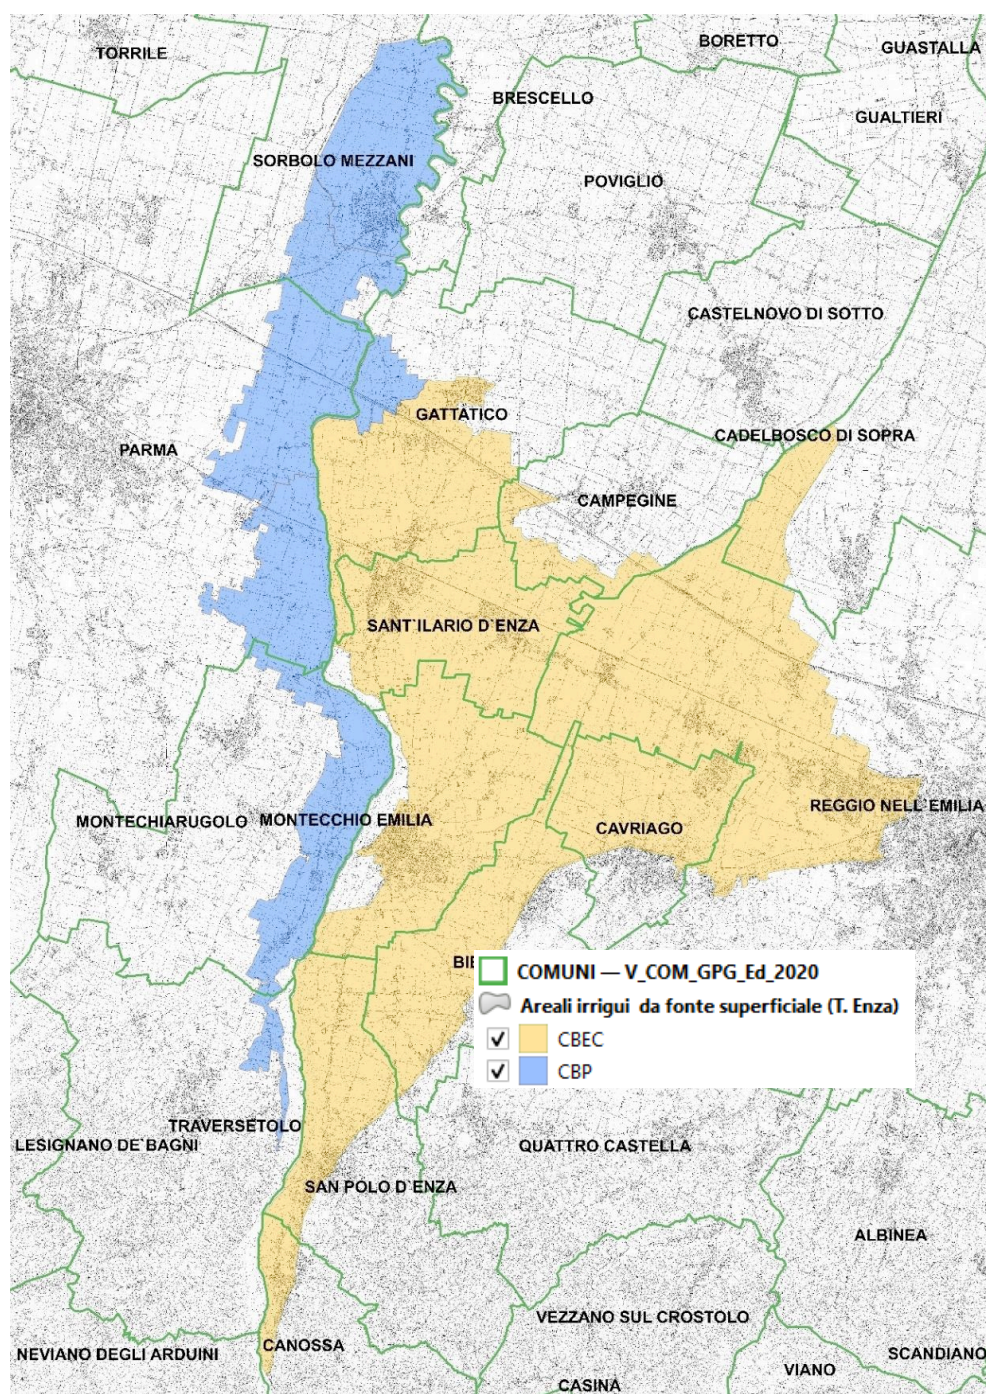 BORETTO
GUASTALLA
TORRILE
BRESCELLO
GUALTIERI
SORBOLO MEZZANI
POVIGLIO
CASTELNOVO DI SOTTO
GATTATICO
CADELBOSCO DI SOPRA
PARMA
CAMPEGINE
SANT`ILARIO D`ENZA
REGGIO NELL`EMILIA
MONTECHIARUGOLO
MONTECCHIO EMILIA
CAVRIAGO
BIB
COMUNI — V_COM_GPG_Ed_2020
Areali irrigui da fonte superficiale (T. Enza)
CBEC
CBP
TRAVERSETOLO
LESIGNANO DE`BAGNI
QUATTRO CASTELLA
SAN POLO D`ENZA
ALBINEA
VEZZANO SUL CROSTOLO
CANOSSA
NEVIANO DEGLI ARDUINI
SCANDIANO
VIANO
CASINA